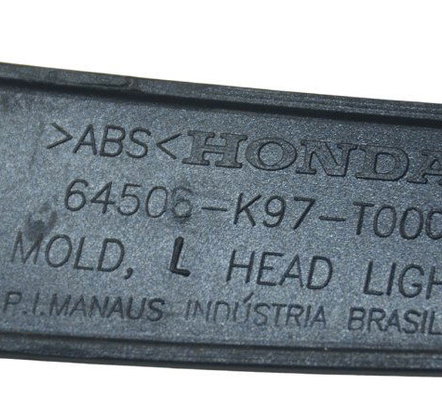 >ABS< HONDA
64506-K97-T000
MOLD, L HEAD LIGH
P.I.MANAUS INDÚSTRIA BRASIL